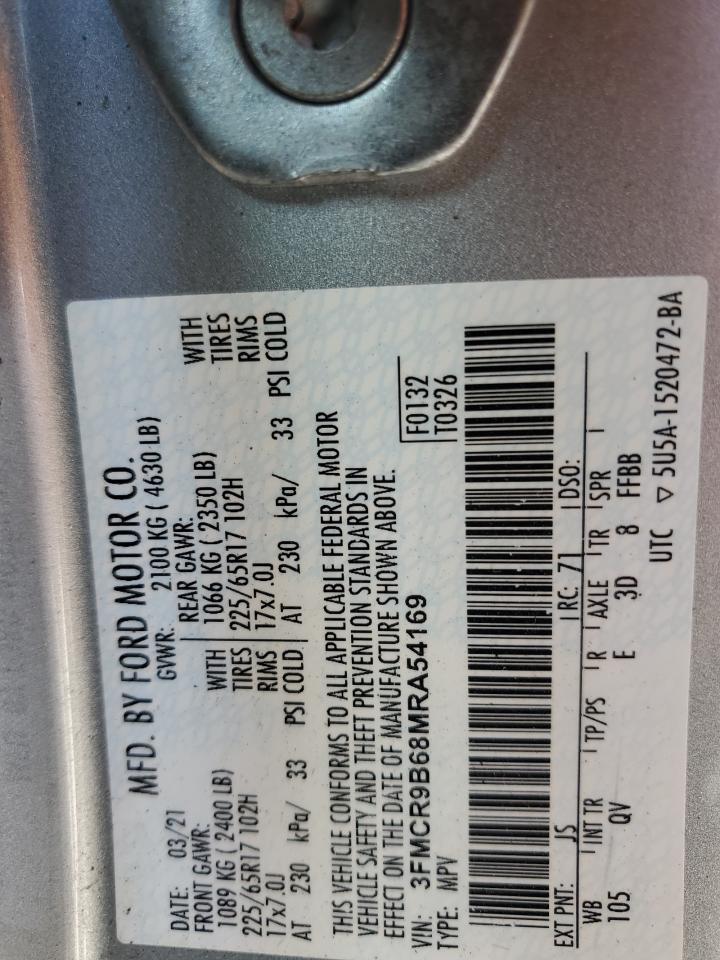 MFD. BY FORD MOTOR CO.
DATE: 03/21 GVWR: 2100 KG ( 4630 LB)
FRONT GAWR: REAR GAWR:
1089 KG ( 2400 LB) WITH 1066 KG ( 2350 LB) WITH
225/65R17 102H TIRES 225/65R17 102H TIRES
17x7.0J RIMS 17x7.0J RIMS
AT 230 kPa/ 33 PSI COLD AT 230 kPa/ 33 PSI COLD
THIS VEHICLE CONFORMS TO ALL APPLICABLE FEDERAL MOTOR
VEHICLE SAFETY AND THEFT PREVENTION STANDARDS IN
EFFECT ON THE DATE OF MANUFACTURE SHOWN ABOVE.
VIN: 3FMCR9B68MRA54169 F0132
TYPE: MPV T0326
EXT PNT: JS RC: 71 DSO:
WB INT TR TP/PS R AXLE TR SPR
105 QV E 3D 8 FFBB
UTC ▽ 5U5A-1520472-BA